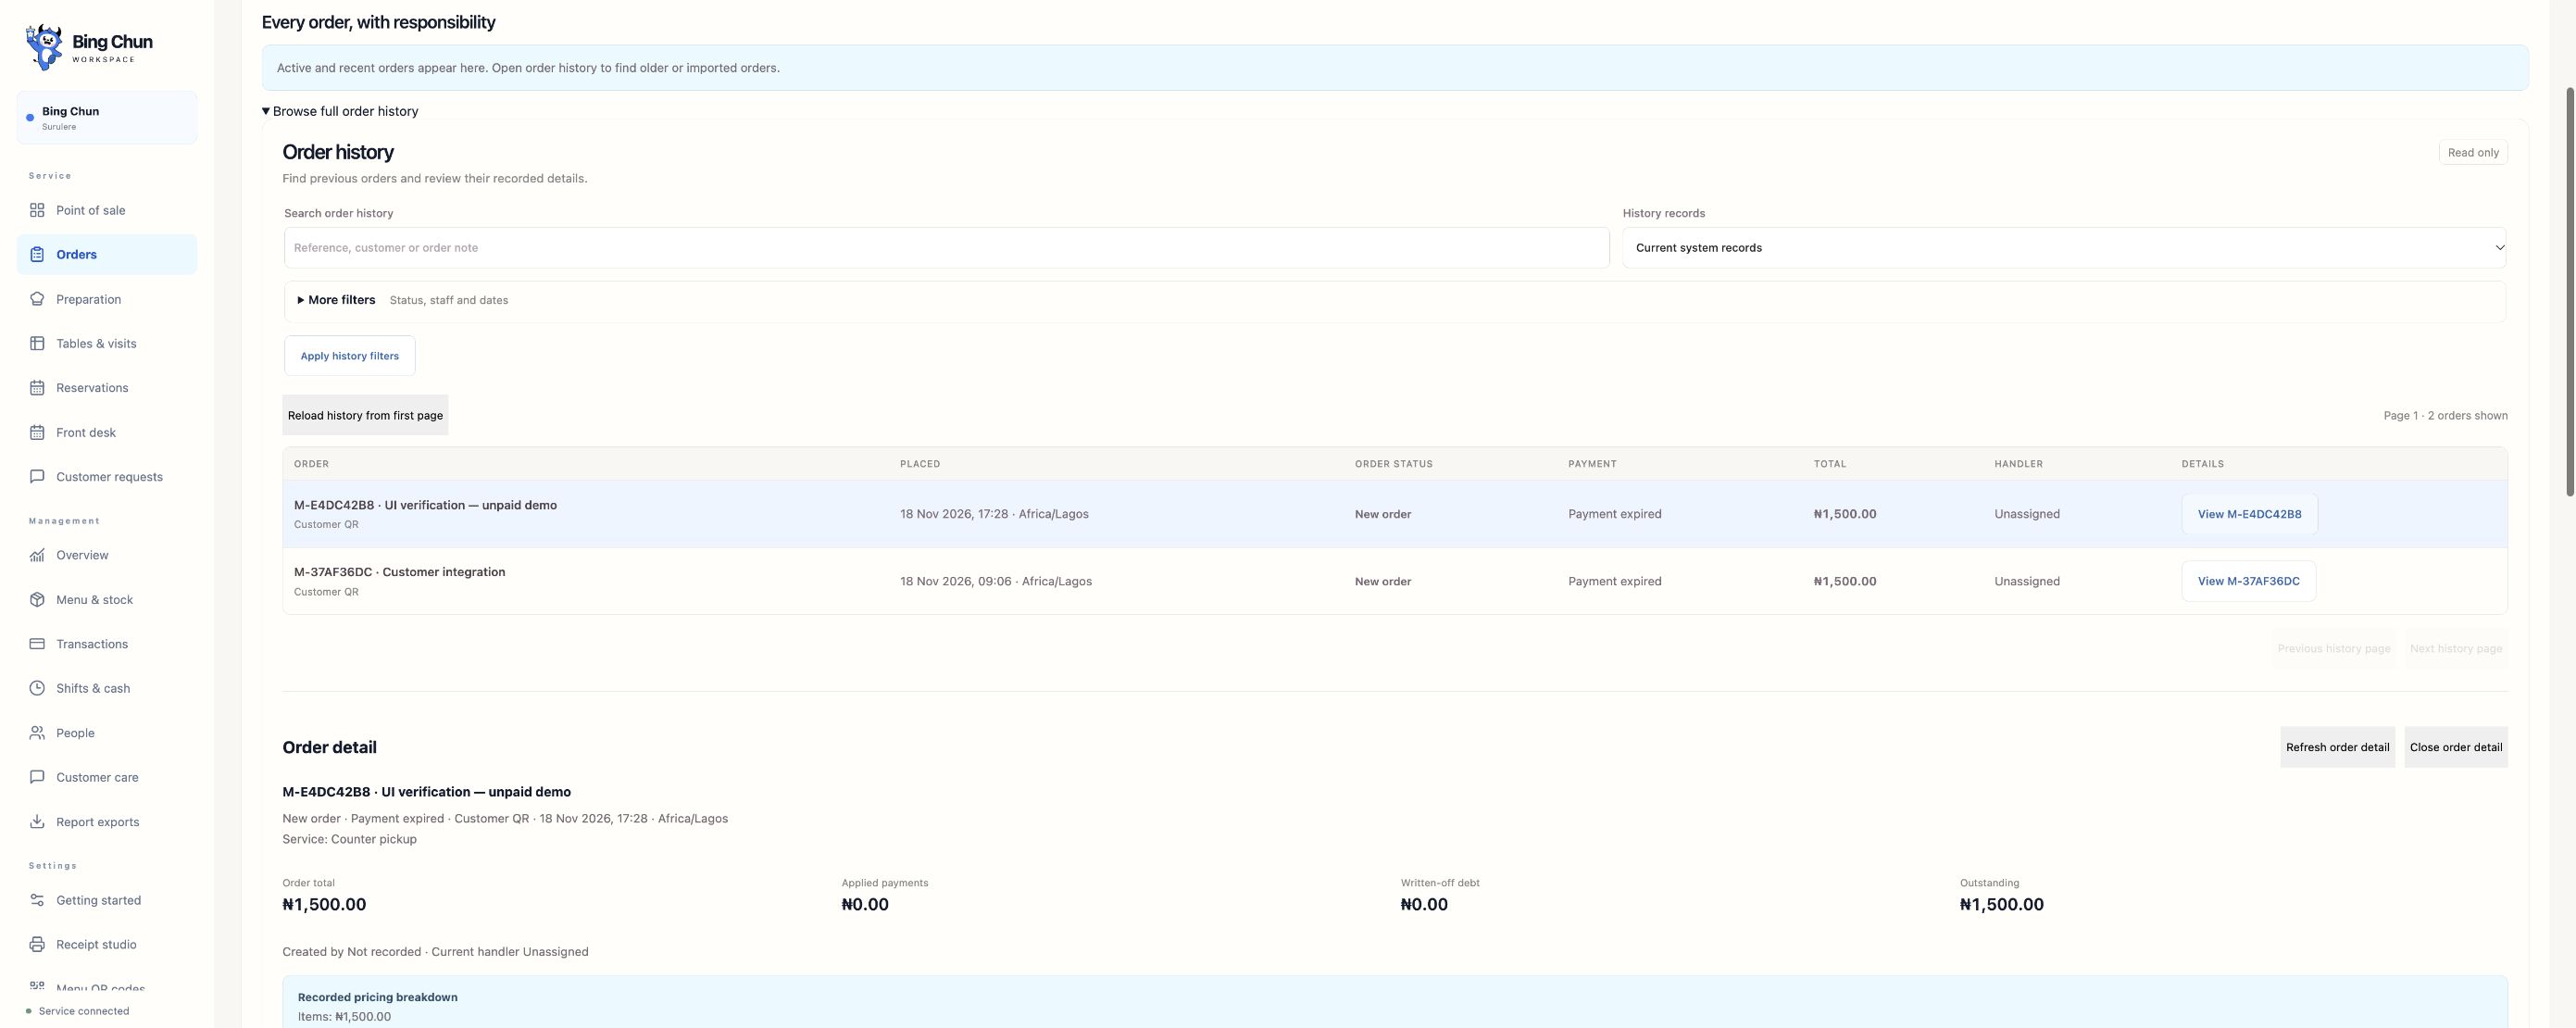 Bing Chun
WORKSPACE
Bing Chun
Surulere
Service
Point of sale
Orders
Preparation
Tables & visits
Reservations
Front desk
Customer requests
Management
Overview
Menu & stock
Transactions
Shifts & cash
People
Customer care
Report exports
Settings
Getting started
Receipt studio
Menu QR codes
Service connected
Every order, with responsibility
Active and recent orders appear here. Open order history to find older or imported orders.
▼ Browse full order history
Order history
Read only
Find previous orders and review their recorded details.
Search order history
History records
Reference, customer or order note
Current system records
▶ More filters Status, staff and dates
Apply history filters
Reload history from first page
Page 1 · 2 orders shown
ORDER PLACED ORDER STATUS PAYMENT TOTAL HANDLER DETAILS
M-E4DC42B8 · UI verification — unpaid demo
Customer QR
18 Nov 2026, 17:28 · Africa/Lagos
New order
Payment expired
₦1,500.00
Unassigned
View M-E4DC42B8
M-37AF36DC · Customer integration
Customer QR
18 Nov 2026, 09:06 · Africa/Lagos
New order
Payment expired
₦1,500.00
Unassigned
View M-37AF36DC
Previous history page
Next history page
Order detail
Refresh order detail
Close order detail
M-E4DC42B8 · UI verification — unpaid demo
New order · Payment expired · Customer QR · 18 Nov 2026, 17:28 · Africa/Lagos
Service: Counter pickup
Order total
₦1,500.00
Applied payments
₦0.00
Written-off debt
₦0.00
Outstanding
₦1,500.00
Created by Not recorded · Current handler Unassigned
Recorded pricing breakdown
Items: ₦1,500.00